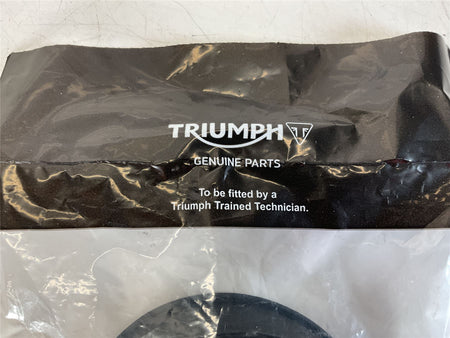 TRIUMPH
GENUINE PARTS
To be fitted by a
Triumph Trained Technician.